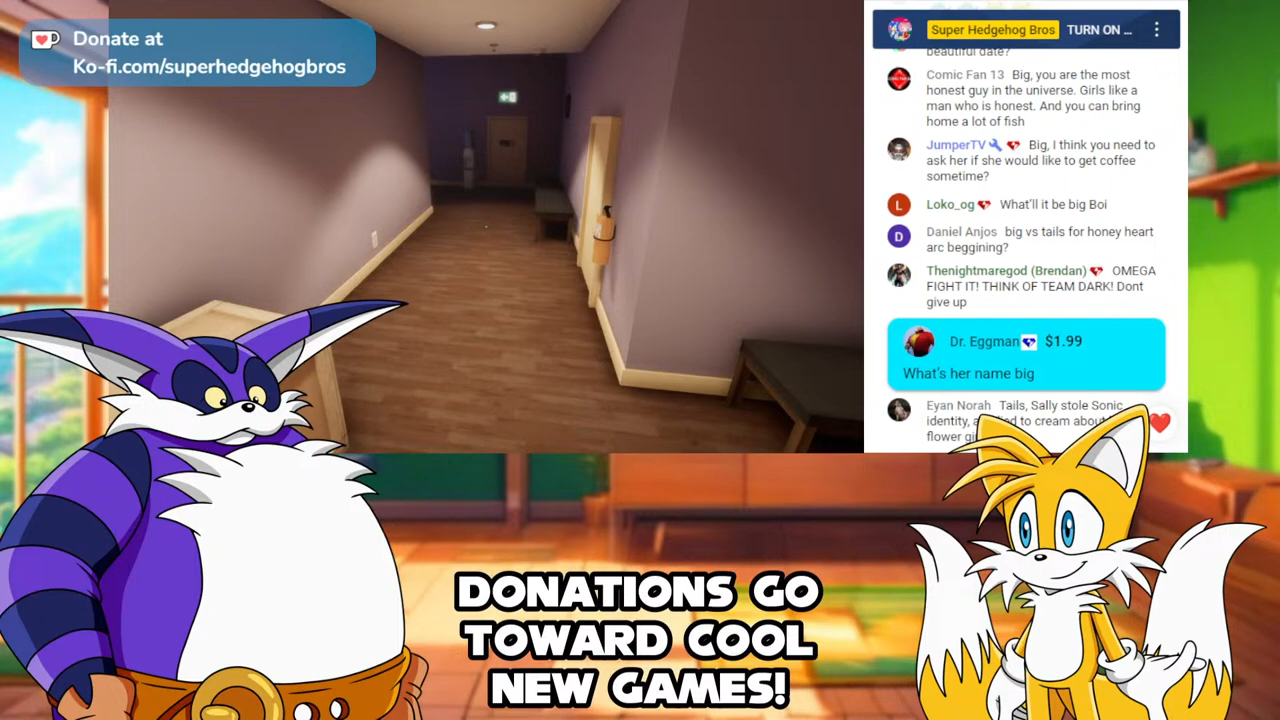 Donate at
Ko-fi.com/superhedgehogbros
Super Hedgehog Bros TURN ON ...
beautiful date?
Comic Fan 13 Big, you are the most
honest guy in the universe. Girls like a
man who is honest. And you can bring
home a lot of fish
JumperTV Big, I think you need to
ask her if she would like to get coffee
sometime?
L Loko_og What'll it be big Boi
D Daniel Anjos big vs tails for honey heart
arc beggining?
Thenightmaregod (Brendan) OMEGA
FIGHT IT! THINK OF TEAM DARK! Dont
give up
Dr. Eggman $1.99
What's her name big
Eyan Norah Tails, Sally stole Sonic
identity, to cream about
flower
DONATIONS GO
TOWARD COOL
NEW GAMES!